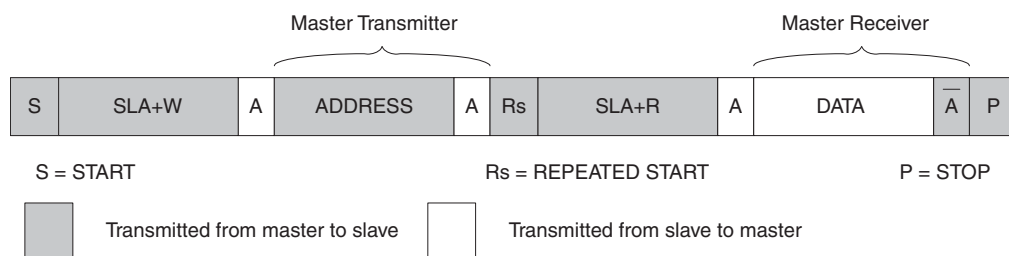 Master Transmitter Master Receiver
S SLA+W A ADDRESS A Rs SLA+R A DATA A̅ P
S = START Rs = REPEATED START P = STOP
Transmitted from master to slave Transmitted from slave to master